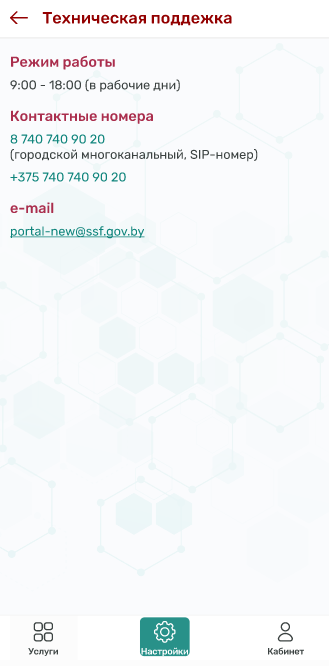 Техническая поддежка
Режим работы
9:00 - 18:00 (в рабочие дни)
Контактные номера
8 740 740 90 20
(городской многоканальный, SIP-номер)
+375 740 740 90 20
e-mail
portal-new@ssf.gov.by
Услуги
Настройки
Кабинет